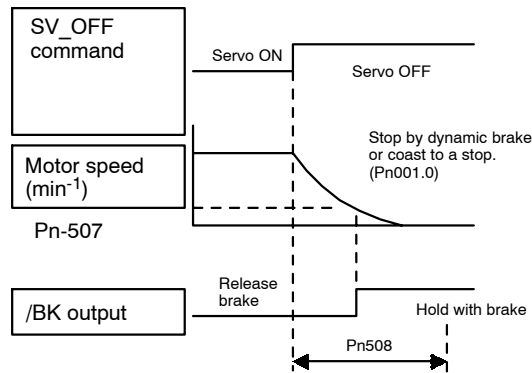 SV_OFF
command
Servo ON
Servo OFF
Stop by dynamic brake
or coast to a stop.
(Pn001.0)
Motor speed
(min-1)
Pn-507
/BK output
Release
brake
Hold with brake
Pn508